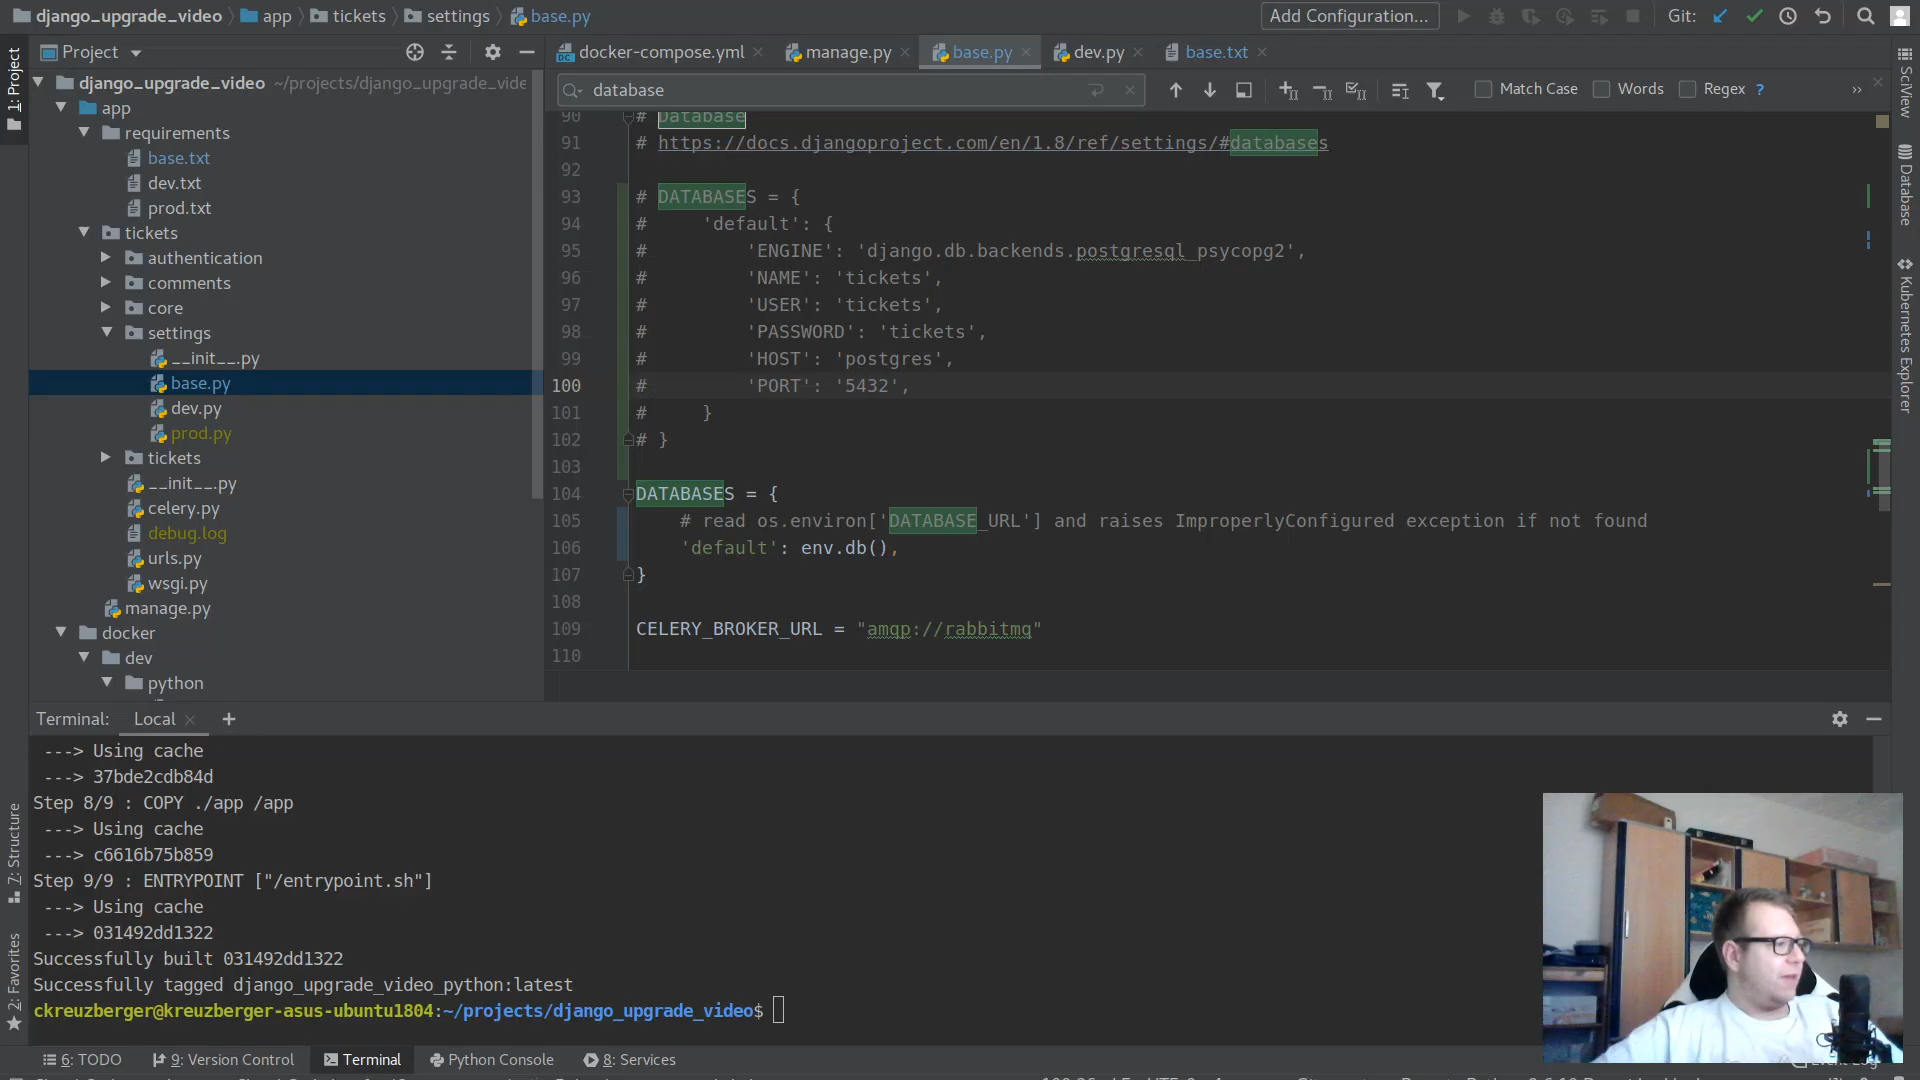 django_upgrade_video app tickets settings base.py Add Configuration... Git:
Project docker-compose.yml manage.py base.py dev.py base.txt
database Match Case Words Regex ?
django_upgrade_video ~/projects/django_upgrade_vide
app
requirements
base.txt
dev.txt
prod.txt
tickets
authentication
comments
core
settings
__init__.py
base.py
dev.py
prod.py
tickets
__init__.py
celery.py
debug.log
urls.py
wsgi.py
manage.py
docker
dev
python
90 # Database
91 # https://docs.djangoproject.com/en/1.8/ref/settings/#databases
92
93 # DATABASES = {
94 #     'default': {
95 #         'ENGINE': 'django.db.backends.postgresql_psycopg2',
96 #         'NAME': 'tickets',
97 #         'USER': 'tickets',
98 #         'PASSWORD': 'tickets',
99 #         'HOST': 'postgres',
100 #         'PORT': '5432',
101 #     }
102 # }
103
104 DATABASES = {
105     # read os.environ['DATABASE_URL'] and raises ImproperlyConfigured exception if not found
106     'default': env.db(),
107 }
108
109 CELERY_BROKER_URL = "amqp://rabbitmq"
110
1: Project
7: Structure
2: Favorites
SciView
Database
Kubernetes Explorer
Terminal: Local +
---> Using cache
---> 37bde2cdb84d
Step 8/9 : COPY ./app /app
---> Using cache
---> c6616b75b859
Step 9/9 : ENTRYPOINT ["/entrypoint.sh"]
---> Using cache
---> 031492dd1322
Successfully built 031492dd1322
Successfully tagged django_upgrade_video_python:latest
ckreuzberger@kreuzberger-asus-ubuntu1804:~/projects/django_upgrade_video$
6: TODO 9: Version Control Terminal Python Console 8: Services